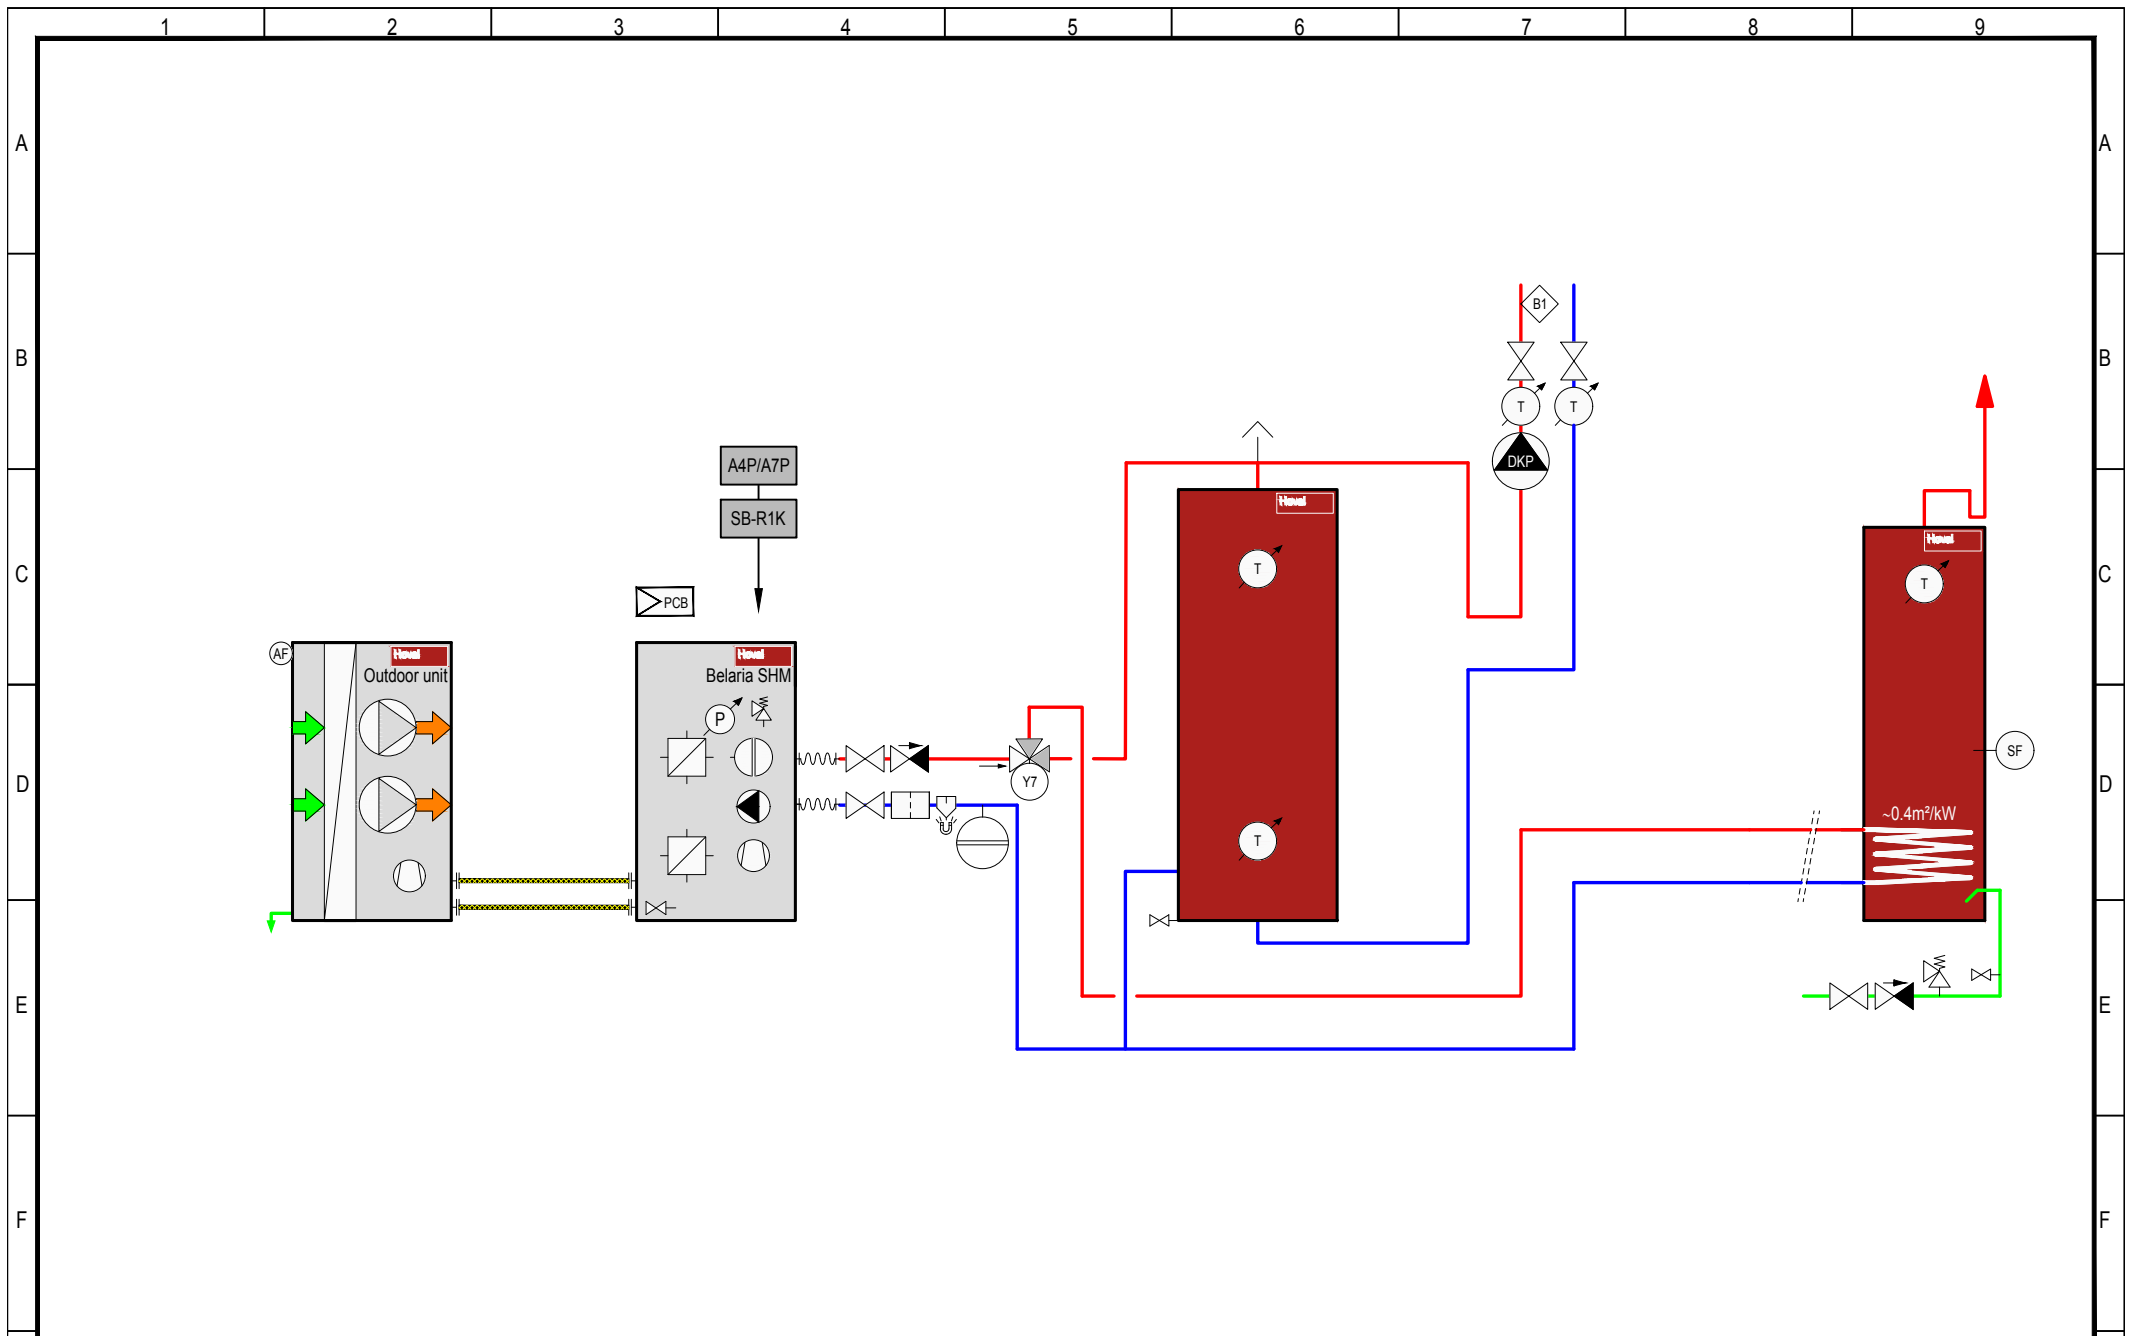 1 2 3 4 5 6 7 8 9
A A
B1
B B
T T
A4P/A7P
DKP
SB-R1K
Hoval
Hoval
T
C T C
PCB
AF
Hoval Hoval
Outdoor unit Belaria SHM
P
SF
D Y7 D
~0.4m²/kW
T
E E
F F